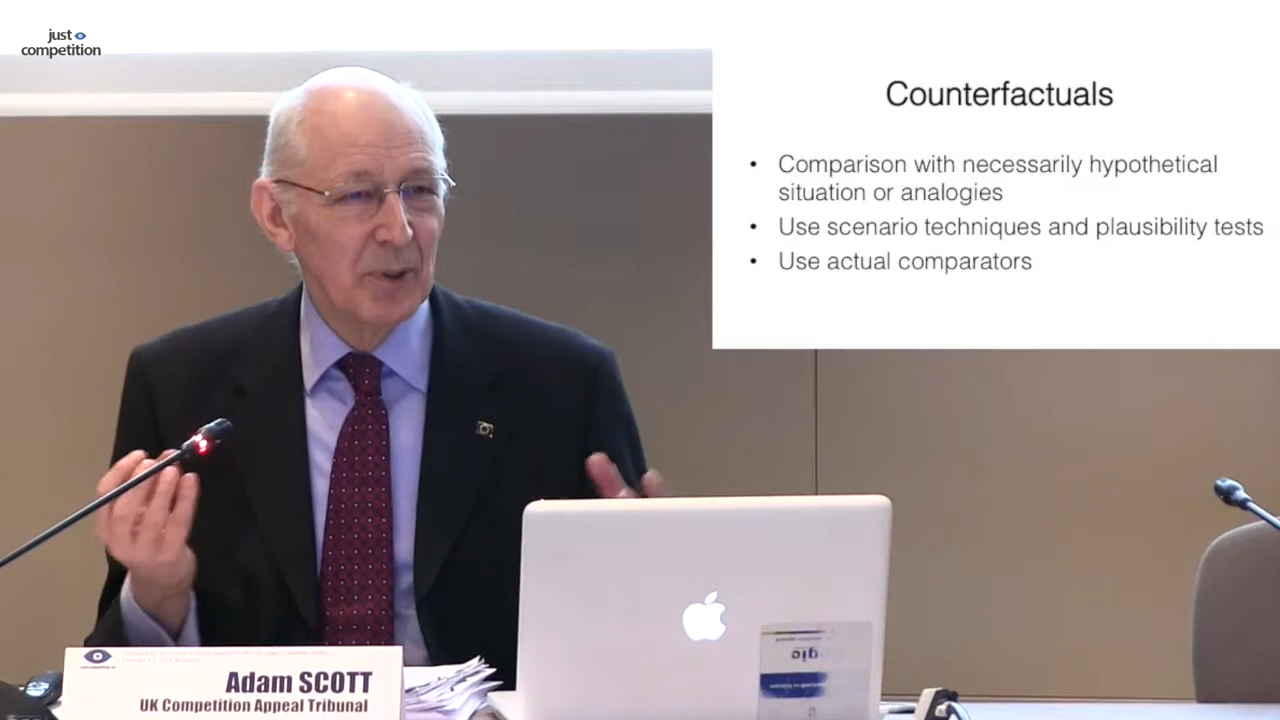 just
competition
Counterfactuals
• Comparison with necessarily hypothetical
situation or analogies
• Use scenario techniques and plausibility tests
• Use actual comparators
Adam SCOTT
UK Competition Appeal Tribunal